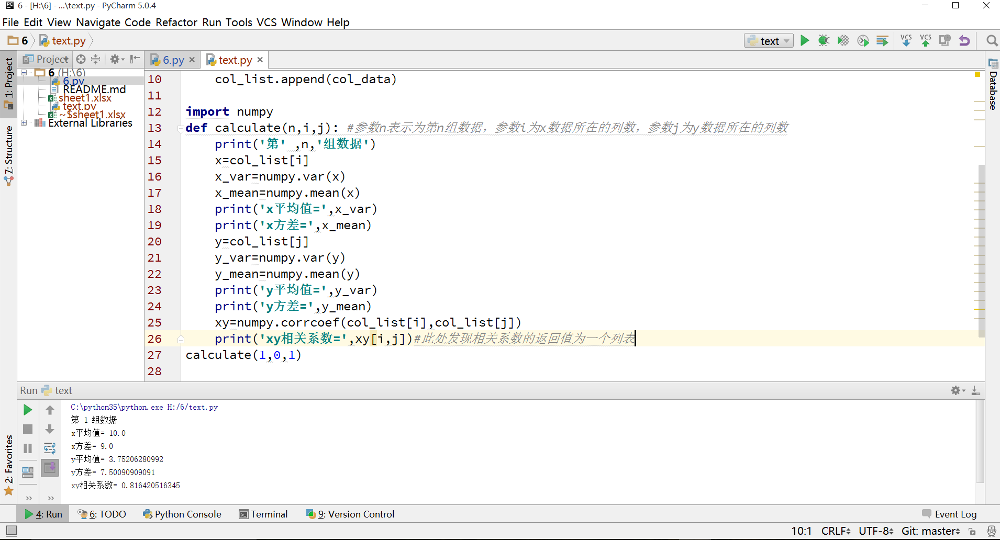 6 - [H:\6] - ...\text.py - PyCharm 5.0.4
File Edit View Navigate Code Refactor Run Tools VCS Window Help
6 text.py text VCS VCS
Project 6.py text.py
1: Project
7: Structure
2: Favorites
Database
6 (H:\6)
6.py
README.md
sheet1.xlsx
text.py
~$sheet1.xlsx
External Libraries
10 col_list.append(col_data)
11
12 import numpy
13 def calculate(n,i,j): #参数n表示为第n组数据，参数i为x数据所在的列数，参数j为y数据所在的列数
14 print('第' ,n,'组数据')
15 x=col_list[i]
16 x_var=numpy.var(x)
17 x_mean=numpy.mean(x)
18 print('x平均值=',x_var)
19 print('x方差=',x_mean)
20 y=col_list[j]
21 y_var=numpy.var(y)
22 y_mean=numpy.mean(y)
23 print('y平均值=',y_var)
24 print('y方差=',y_mean)
25 xy=numpy.corrcoef(col_list[i],col_list[j])
26 print('xy相关系数=',xy[i,j])#此处发现相关系数的返回值为一个列表
27 calculate(1,0,1)
28
Run text
C:\python35\python.exe H:/6/text.py
第 1 组数据
x平均值= 10.0
x方差= 9.0
y平均值= 3.75206280992
y方差= 7.50090909091
xy相关系数= 0.816420516345
4: Run 6: TODO Python Console Terminal 9: Version Control Event Log
10:1 CRLF UTF-8 Git: master